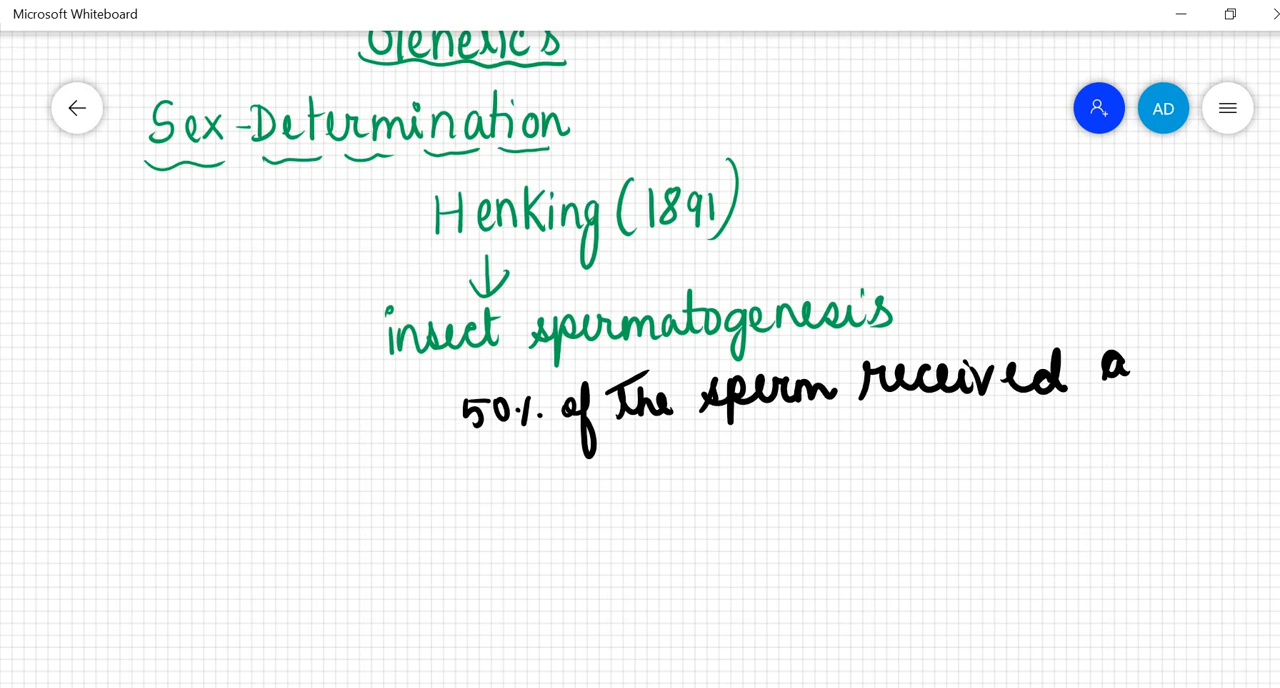 Microsoft Whiteboard
Genetics
Sex-Determination
AD
Henking (1891)
↓
insect spermatogenesis
50% of the sperm received a